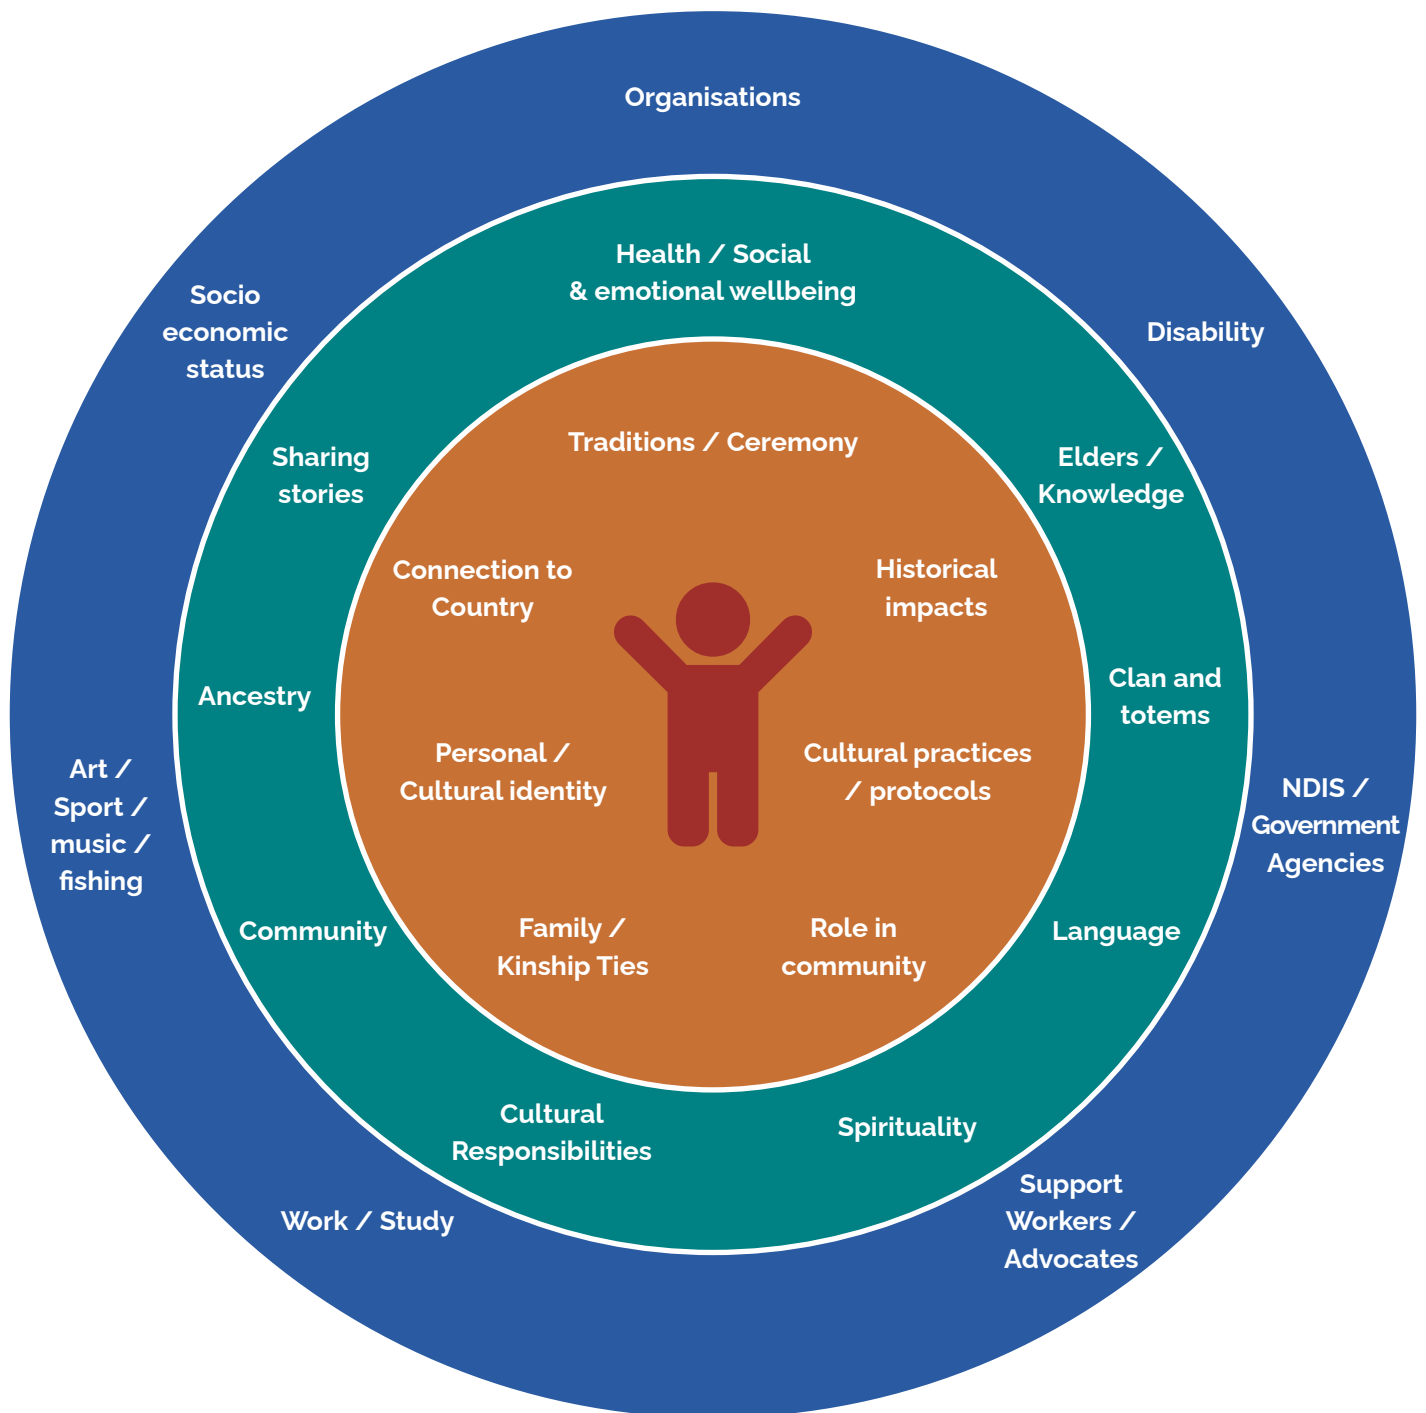 Organisations
Health / Social
& emotional wellbeing
Socio
economic
status
Disability
Traditions / Ceremony
Sharing
stories
Elders /
Knowledge
Connection to
Country
Historical
impacts
Ancestry
Clan and
totems
Personal /
Cultural identity
Cultural practices
/ protocols
Art /
Sport /
music /
fishing
NDIS /
Government
Agencies
Community
Family /
Kinship Ties
Role in
community
Language
Cultural
Responsibilities
Spirituality
Work / Study
Support
Workers /
Advocates